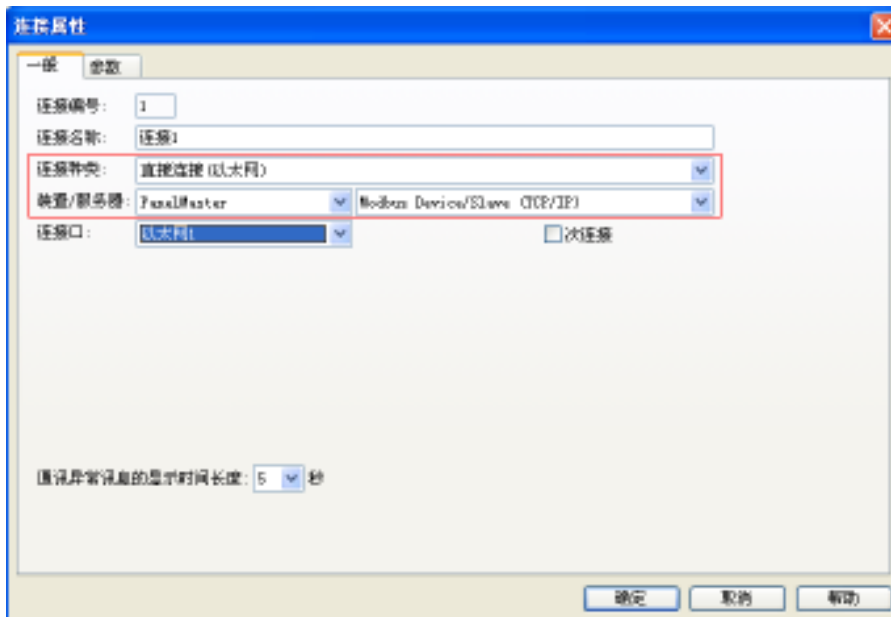 连接属性
一般 参数
连接编号: 1
连接名称: 连接1
连接种类: 直接连接(以太网)
装置/服务器: PanelMaster Modbus Device/Slave (TCP/IP)
连接口: 以太网1 次连接
通讯异常讯息的显示时间长度: 5 秒
确定 取消 帮助